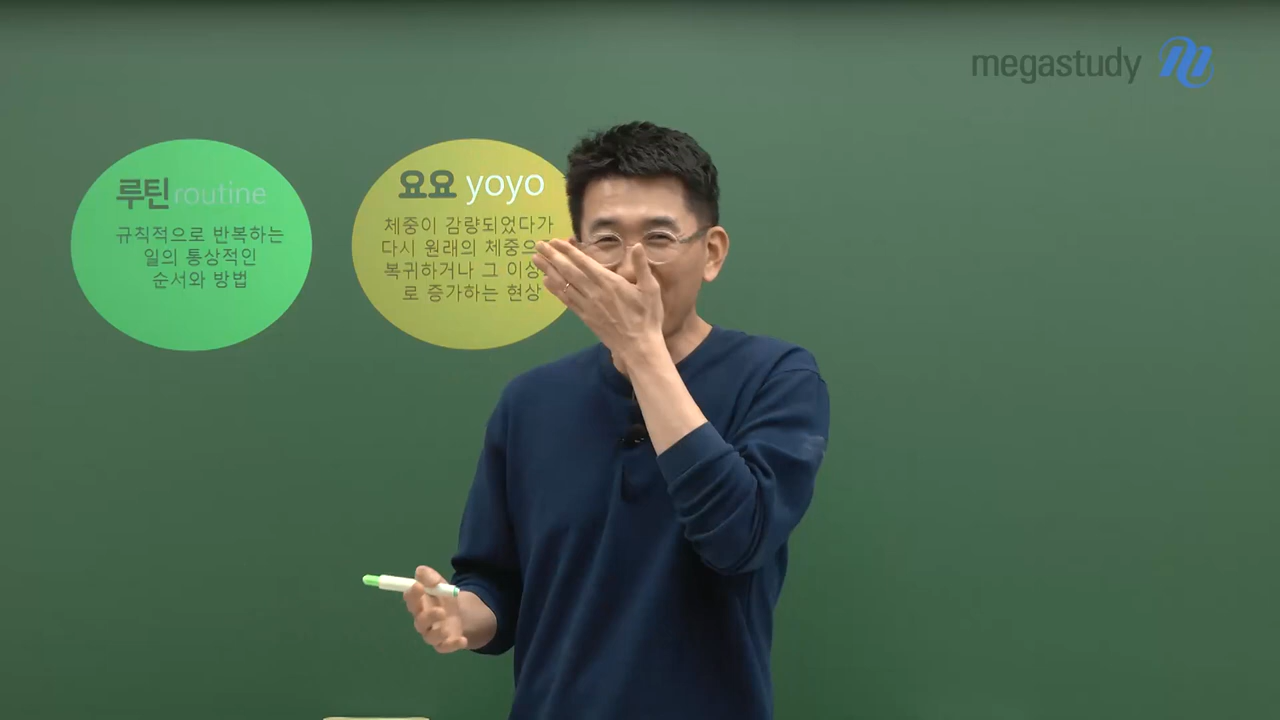 megastudy
루틴 routine
규칙적으로 반복하는
일의 통상적인
순서와 방법
요요 yoyo
체중이 감량되었다가
다시 원래의 체중으
복귀하거나 그 이상
로 증가하는 현상